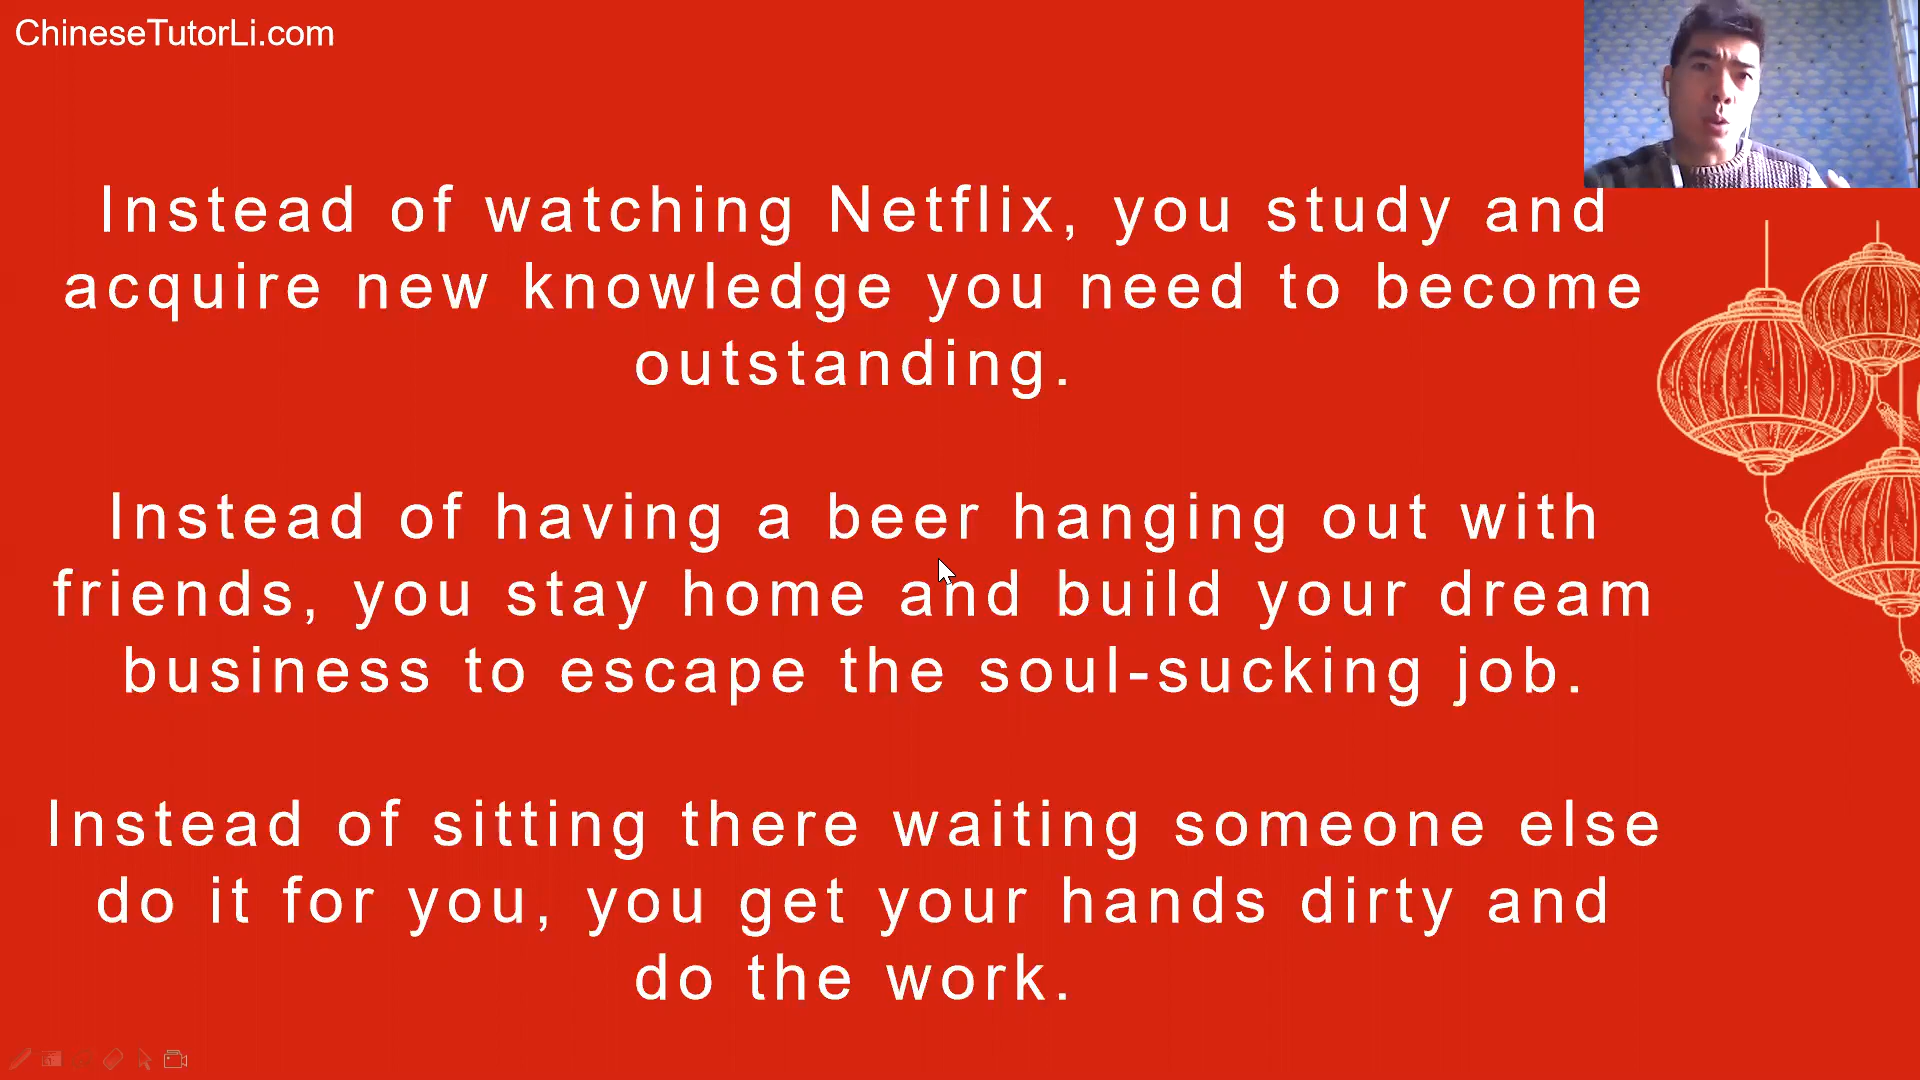 ChineseTutorLi.com
Instead of watching Netflix, you study and
acquire new knowledge you need to become
outstanding.
Instead of having a beer hanging out with
friends, you stay home and build your dream
business to escape the soul-sucking job.
Instead of sitting there waiting someone else
do it for you, you get your hands dirty and
do the work.